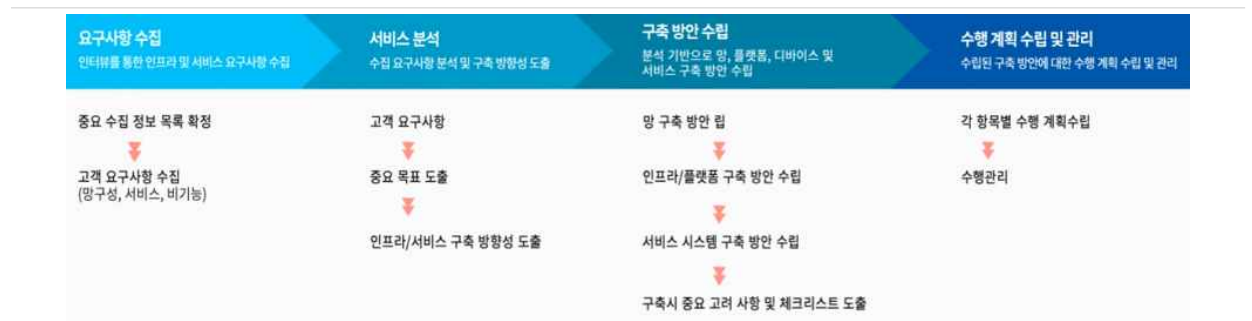 요구사항 수집
인터뷰를 통한 인프라 및 서비스 요구사항 수집
서비스 분석
수집 요구사항 분석 및 구축 방향성 도출
구축 방안 수립
분석 기반으로 망, 플랫폼, 디바이스 및
서비스 구축 방안 수립
수행 계획 수립 및 관리
수립된 구축 방안에 대한 수행 계획 수립 및 관리
중요 수집 정보 목록 확정
고객 요구사항 수집
(망구성, 서비스, 비기능)
고객 요구사항
중요 목표 도출
인프라/서비스 구축 방향성 도출
망 구축 방안 립
인프라/플랫폼 구축 방안 수립
서비스 시스템 구축 방안 수립
구축시 중요 고려 사항 및 체크리스트 도출
각 항목별 수행 계획수립
수행관리